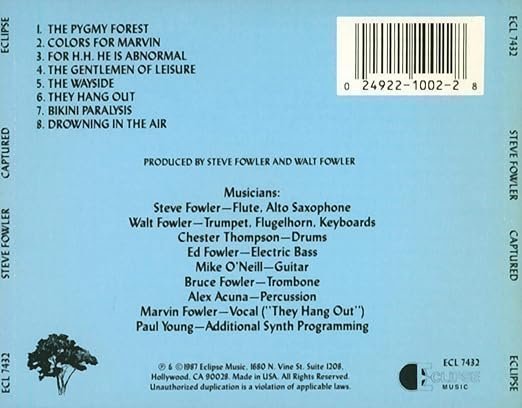 1. THE PYGMY FOREST
2. COLORS FOR MARVIN
3. FOR H.H. HE IS ABNORMAL
4. THE GENTLEMEN OF LEISURE
5. THE WAYSIDE
6. THEY HANG OUT
7. BIKINI PARALYSIS
8. DROWNING IN THE AIR
0 24922-1002-2 8
PRODUCED BY STEVE FOWLER AND WALT FOWLER
Musicians:
Steve Fowler—Flute, Alto Saxophone
Walt Fowler—Trumpet, Flugelhorn, Keyboards
Chester Thompson—Drums
Ed Fowler—Electric Bass
Mike O'Neill—Guitar
Bruce Fowler—Trombone
Alex Acuna—Percussion
Marvin Fowler—Vocal ("They Hang Out")
Paul Young—Additional Synth Programming
℗ & ©1987 Eclipse Music, 1680 N. Vine St. Suite 1208,
Hollywood, CA 90028. Made in USA. All Rights Reserved.
Unauthorized duplication is a violation of applicable laws.
ECL 7432
ECLIPSE
MUSIC
ECL 7432 STEVE FOWLER CAPTURED ECLIPSE
ECL 7432 STEVE FOWLER CAPTURED ECLIPSE